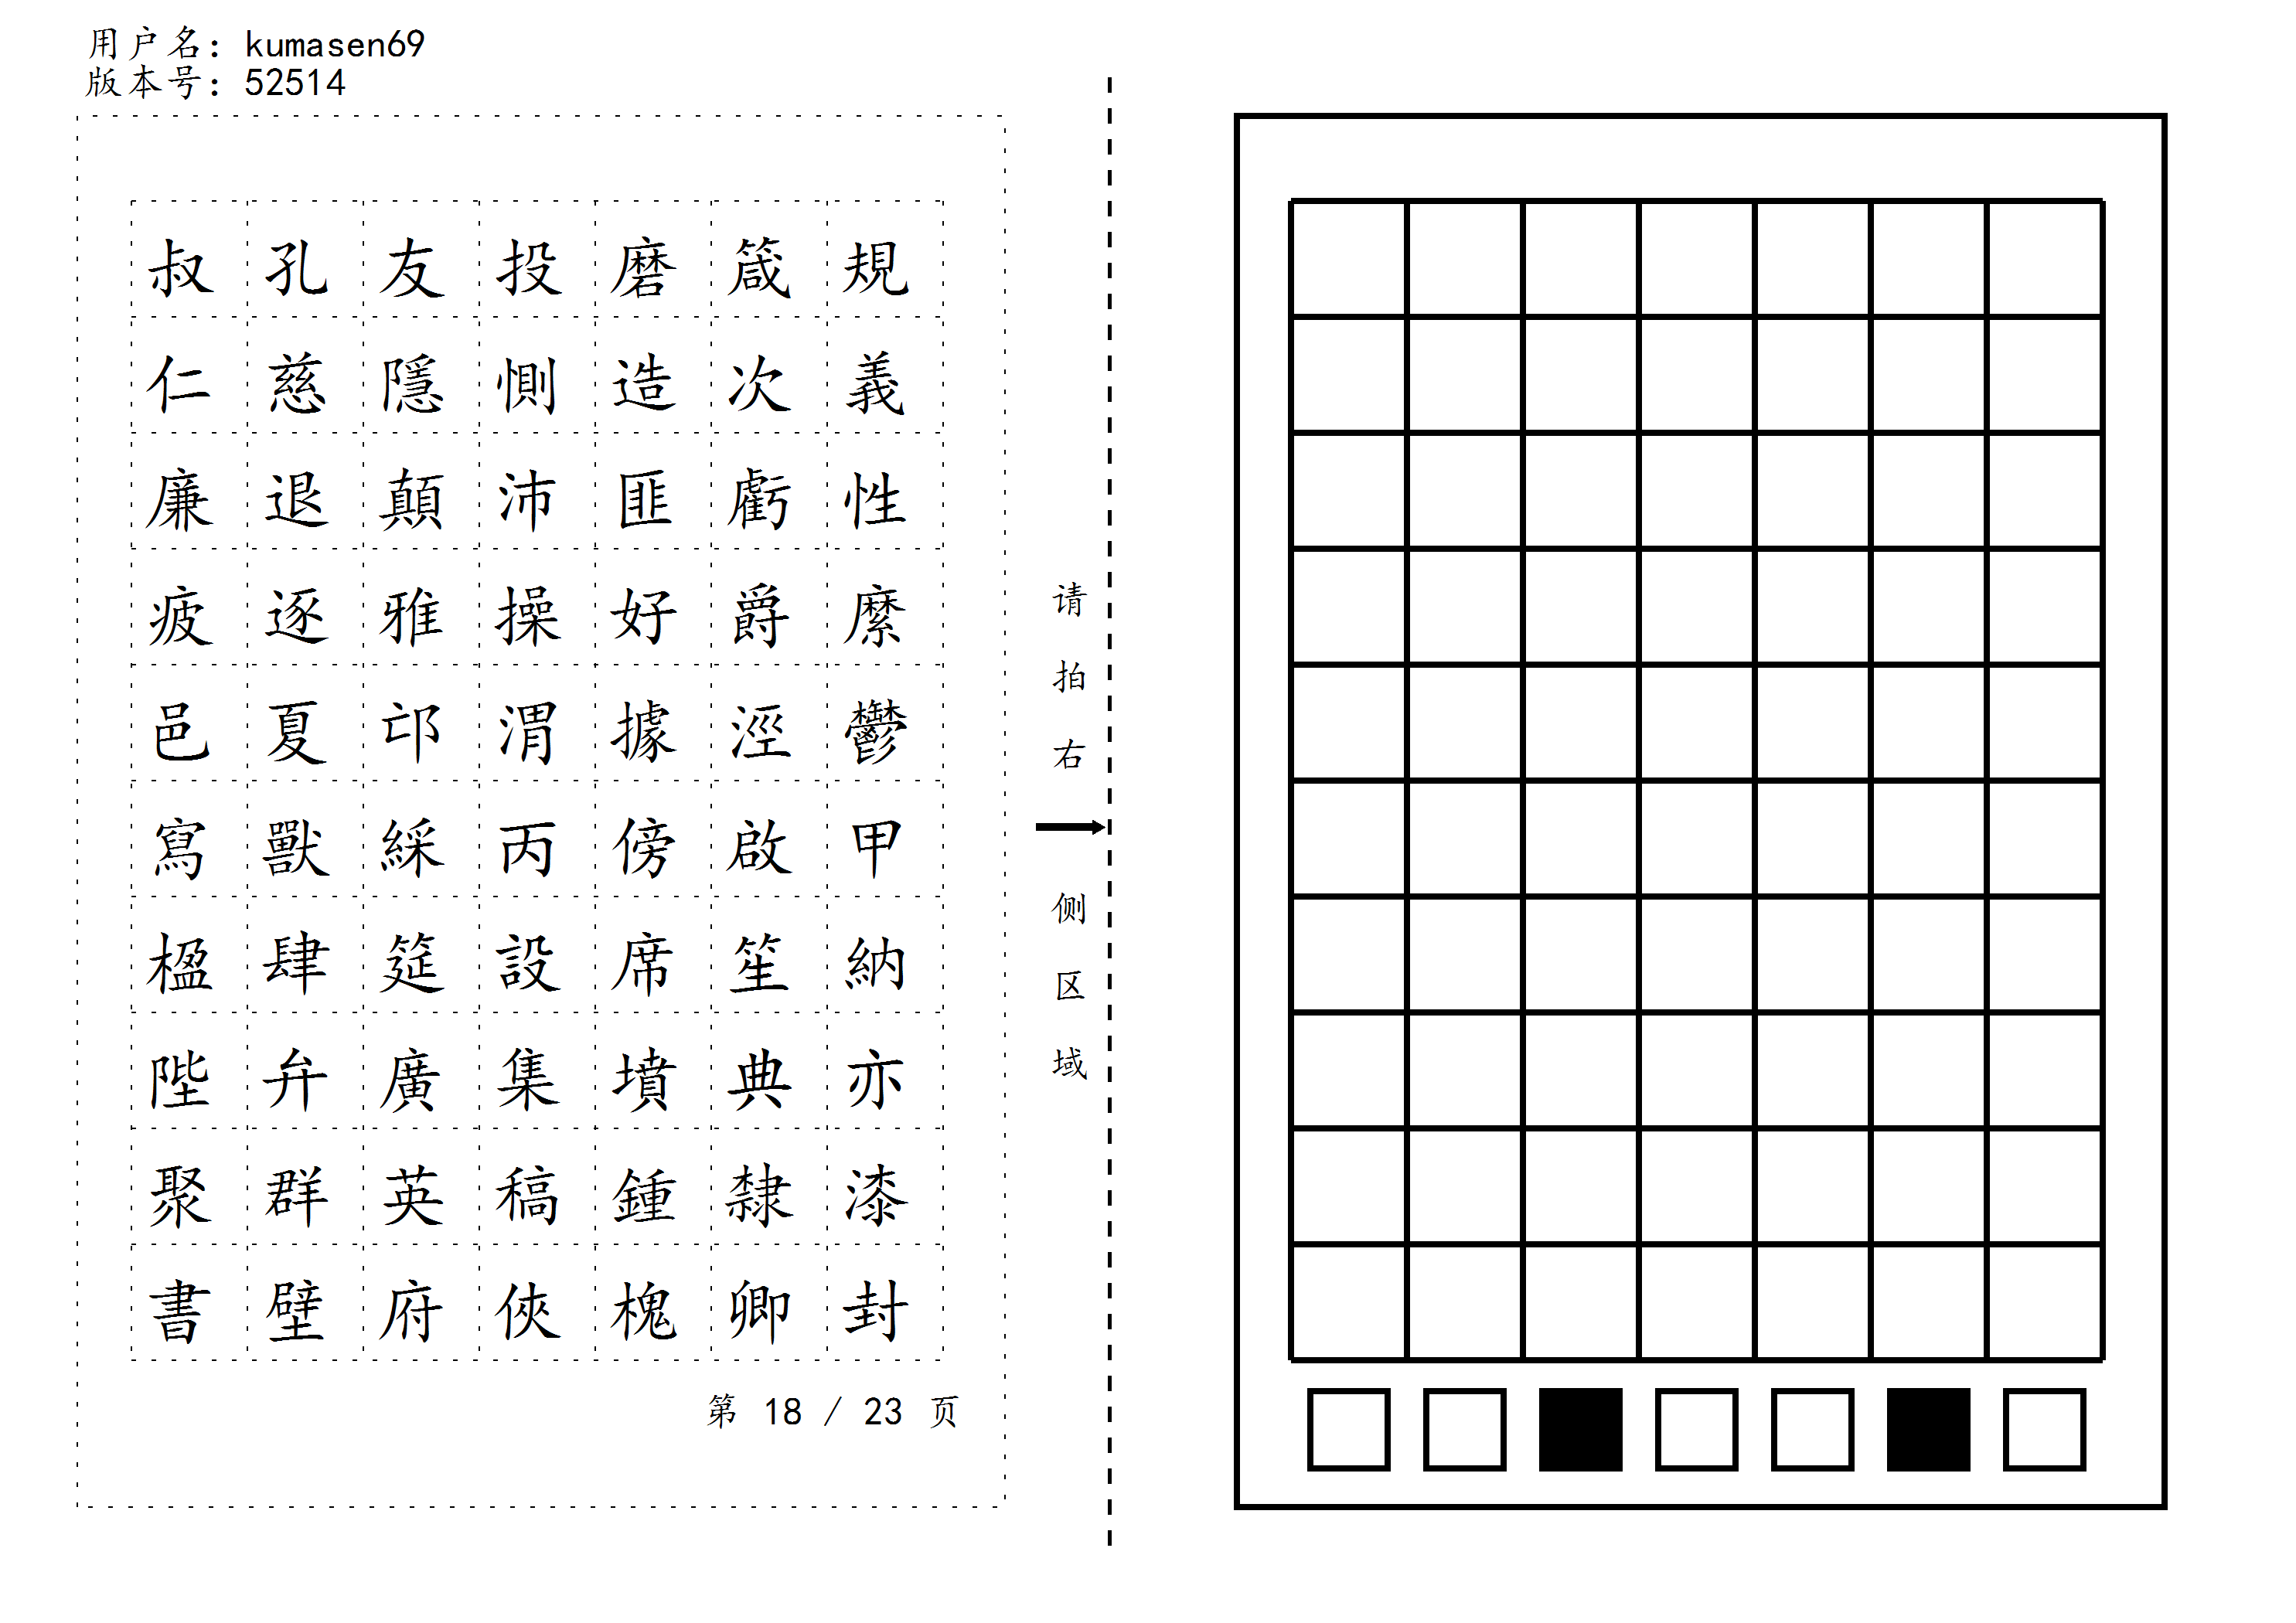 用户名: kumasen69
版本号: 52514
叔孔友投磨箴規
仁慈隱惻造次義
廉退顛沛匪虧性
疲逐雅操好爵縻
邑夏邙渭據涇鬱
寫獸綵丙傍啟甲
楹肆筵設席笙納
陛弁廣集墳典亦
聚群英稿鍾隸漆
書壁府俠槐卿封
第 18 / 23 页
请拍右侧区域